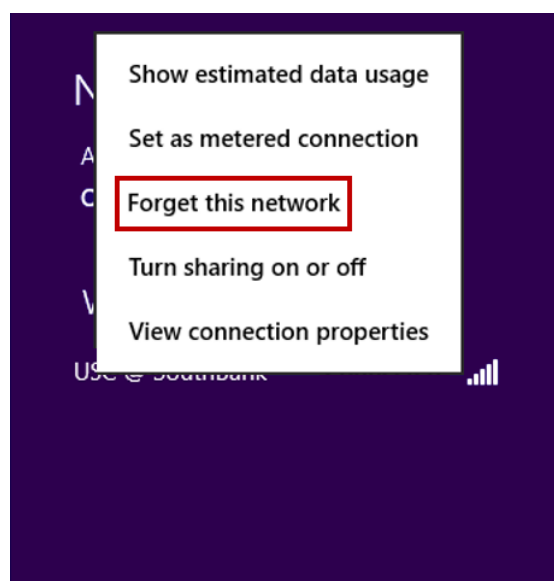 Show estimated data usage
Set as metered connection
Forget this network
Turn sharing on or off
View connection properties